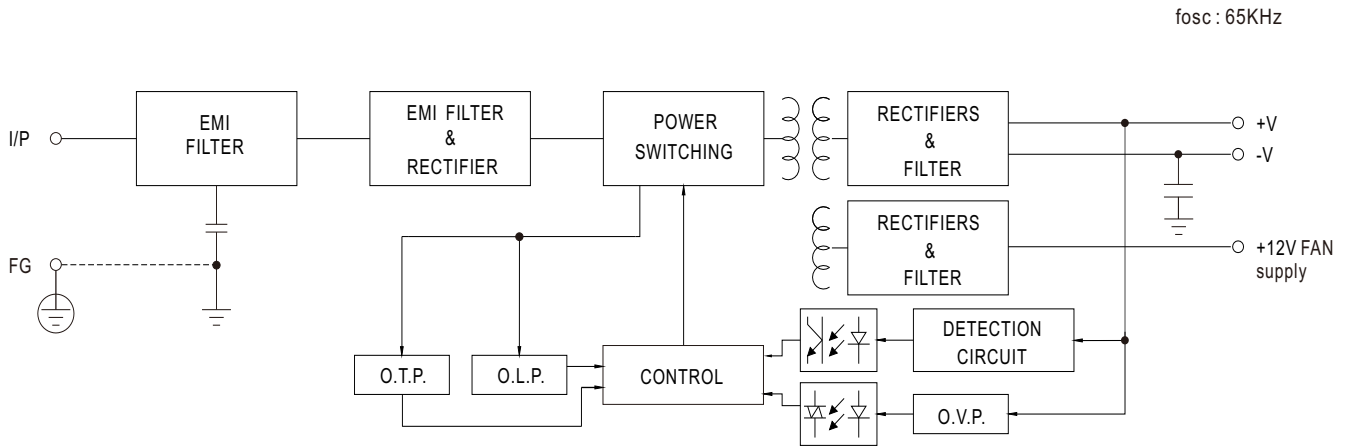 fosc : 65KHz
I/P
EMI
FILTER
EMI FILTER
&
RECTIFIER
POWER
SWITCHING
RECTIFIERS
&
FILTER
+V
-V
RECTIFIERS
&
FILTER
+12V FAN
supply
FG
O.T.P.
O.L.P.
CONTROL
DETECTION
CIRCUIT
O.V.P.